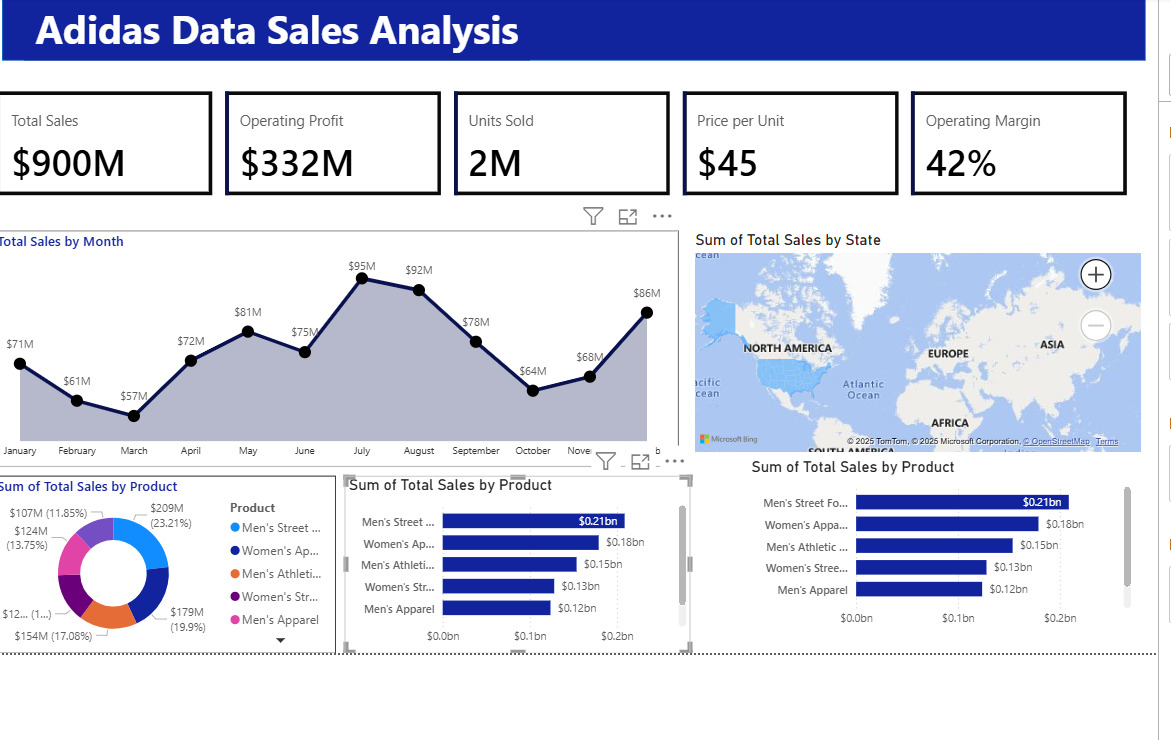 Adidas Data Sales Analysis
Total Sales
$900M
Operating Profit
$332M
Units Sold
2M
Price per Unit
$45
Operating Margin
42%
Total Sales by Month
$71M
$61M
$57M
$72M
$81M
$75M
$95M
$92M
$78M
$64M
$68M
$86M
January
February
March
April
May
June
July
August
September
October
Nove
b
Sum of Total Sales by State
cean
NORTH AMERICA
EUROPE
ASIA
acific
cean
Atlantic
Ocean
AFRICA
Microsoft Bing
© 2025 TomTom, © 2025 Microsoft Corporation, © OpenStreetMap Terms
SOUTH AMERICA
Sum of Total Sales by Product
$209M
(23.21%)
$179M
(19.9%)
$154M (17.08%)
$12... (1...)
$124M
(13.75%)
$107M (11.85%)
Product
Men's Street ...
Women's Ap...
Men's Athleti...
Women's Str...
Men's Apparel
Sum of Total Sales by Product
Men's Street ...
$0.21bn
Women's Ap...
$0.18bn
Men's Athleti...
$0.15bn
Women's Str...
$0.13bn
Men's Apparel
$0.12bn
$0.0bn
$0.1bn
$0.2bn
Sum of Total Sales by Product
Men's Street Fo...
$0.21bn
Women's Appa...
$0.18bn
Men's Athletic ...
$0.15bn
Women's Stree...
$0.13bn
Men's Apparel
$0.12bn
$0.0bn
$0.1bn
$0.2bn